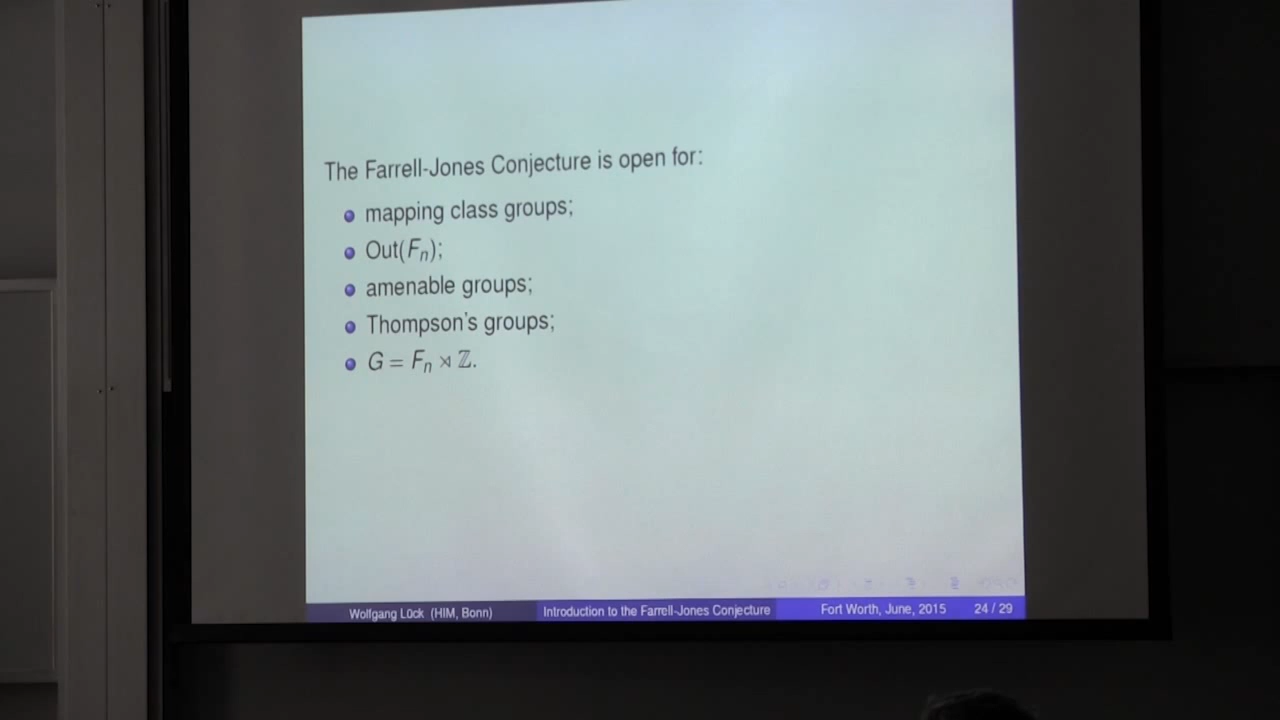 The Farrell-Jones Conjecture is open for:
mapping class groups;
Out(Fₙ);
amenable groups;
Thompson's groups;
G = Fₙ ⋊ ℤ.
Wolfgang Lück (HIM, Bonn) Introduction to the Farrell-Jones Conjecture Fort Worth, June, 2015 24 / 29